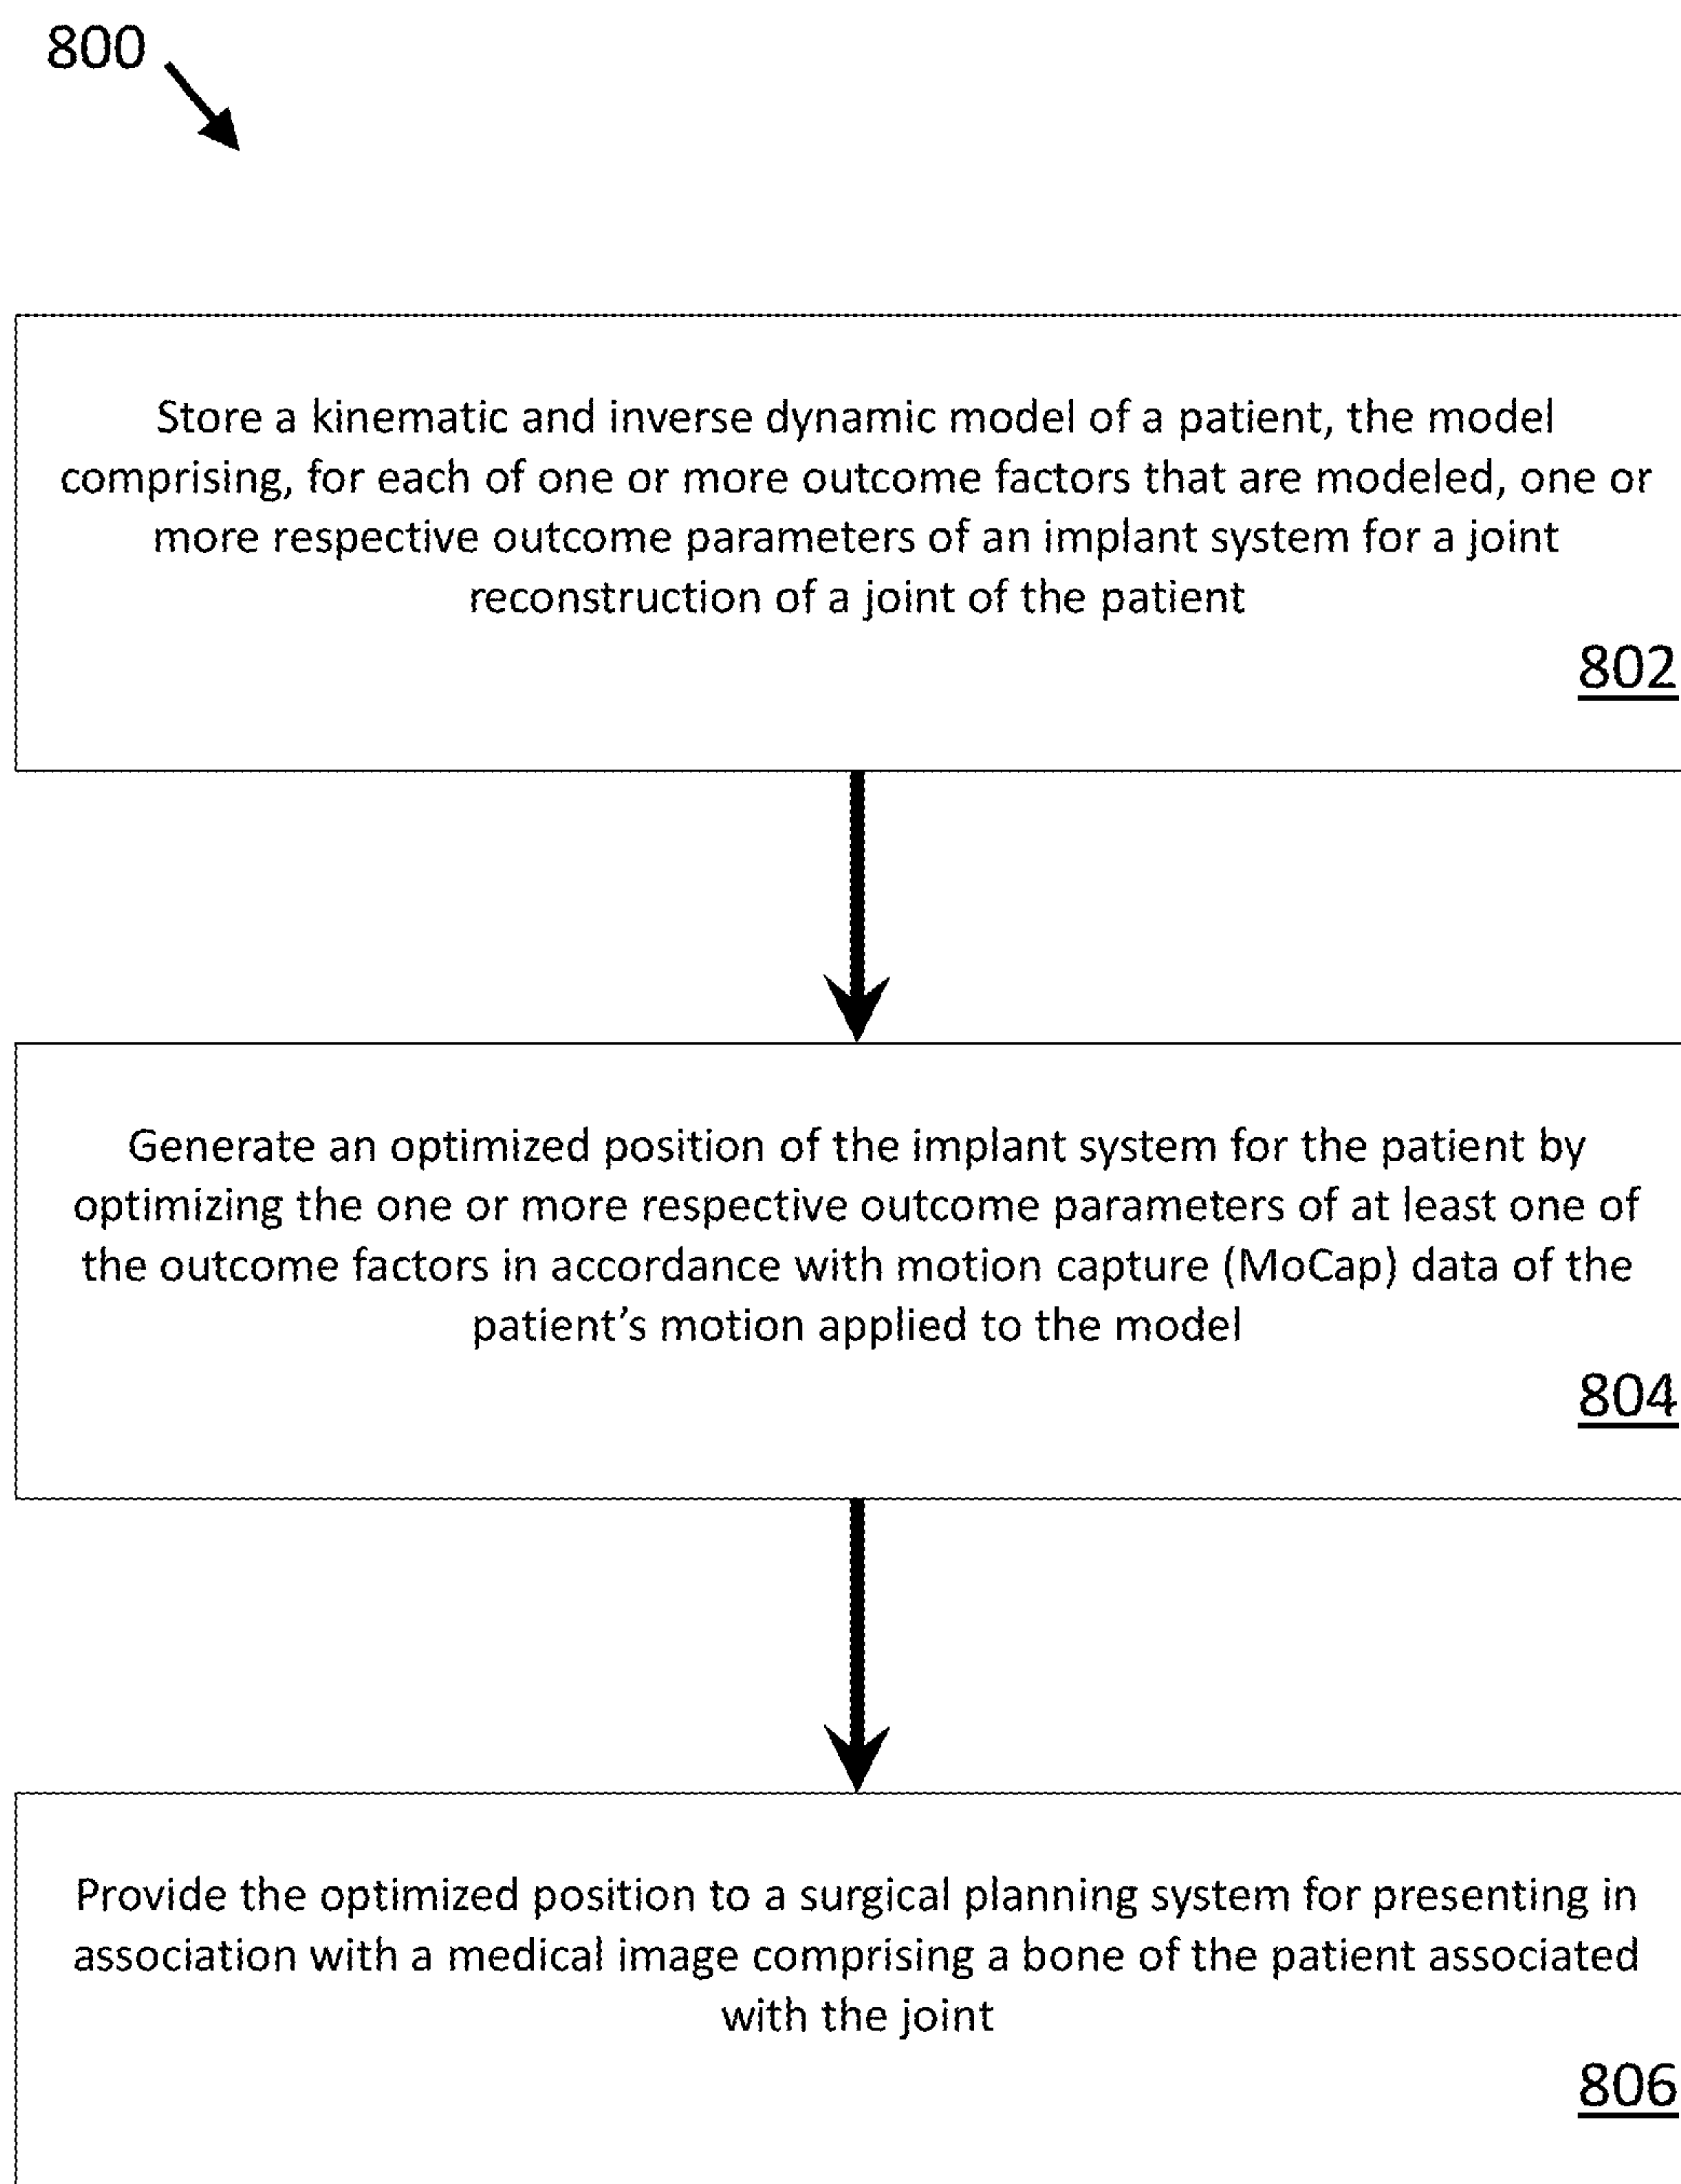 800
Store a kinematic and inverse dynamic model of a patient, the model
comprising, for each of one or more outcome factors that are modeled, one or
more respective outcome parameters of an implant system for a joint
reconstruction of a joint of the patient
802
Generate an optimized position of the implant system for the patient by
optimizing the one or more respective outcome parameters of at least one of
the outcome factors in accordance with motion capture (MoCap) data of the
patient’s motion applied to the model
804
Provide the optimized position to a surgical planning system for presenting in
association with a medical image comprising a bone of the patient associated
with the joint
806